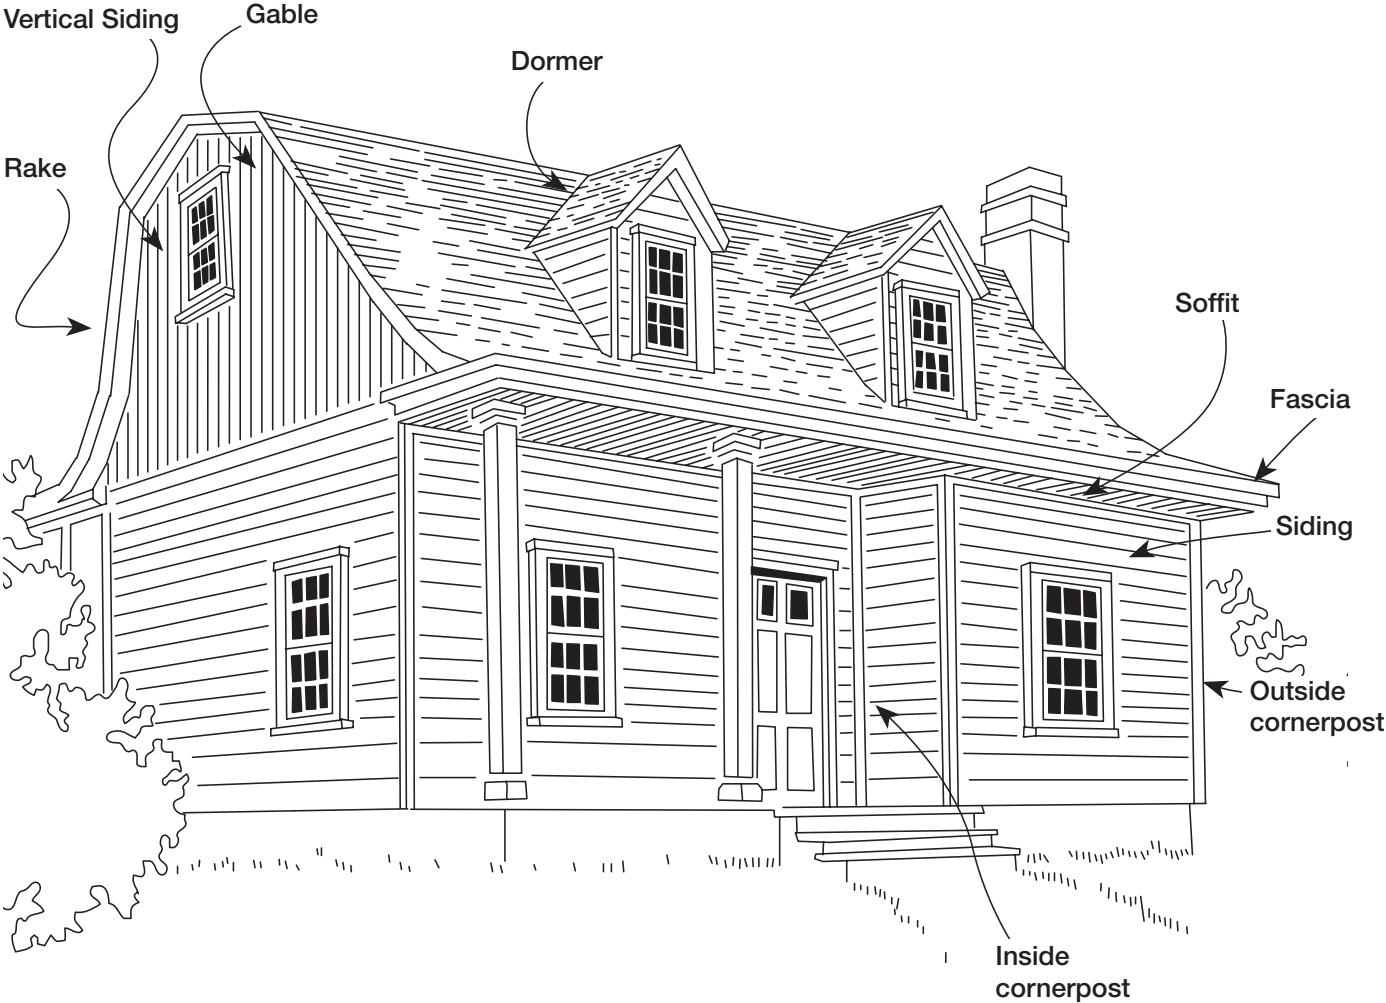 Vertical Siding
Gable
Dormer
Rake
Soffit
Fascia
Siding
Outside
cornerpost
Inside
cornerpost